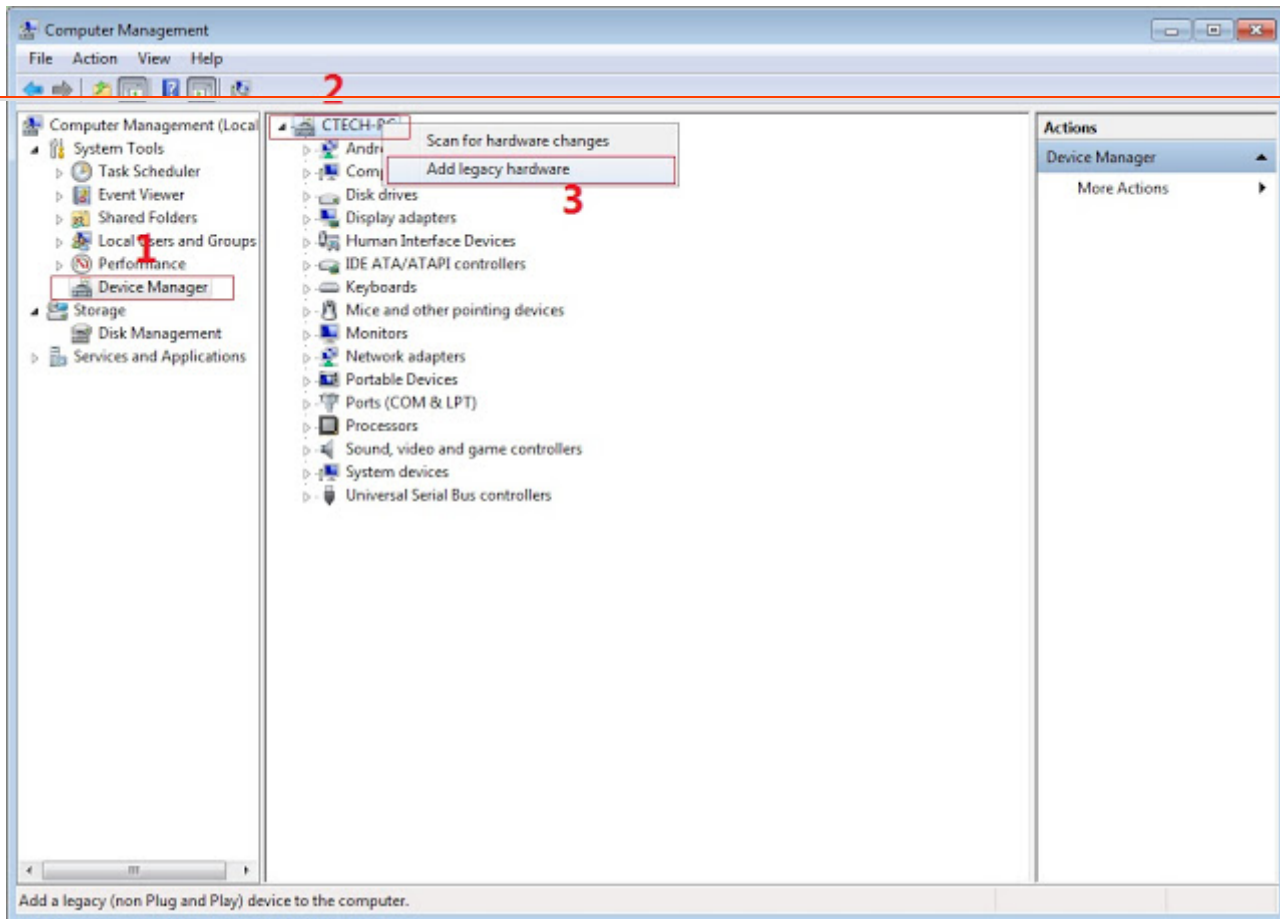 Computer Management
File Action View Help
2
Computer Management (Local
System Tools
Task Scheduler
Event Viewer
Shared Folders
Local Users and Groups
1
Performance
Device Manager
Storage
Disk Management
Services and Applications
CTECH-PC
Scan for hardware changes
Add legacy hardware
3
Andr
Com
Disk drives
Display adapters
Human Interface Devices
IDE ATA/ATAPI controllers
Keyboards
Mice and other pointing devices
Monitors
Network adapters
Portable Devices
Ports (COM & LPT)
Processors
Sound, video and game controllers
System devices
Universal Serial Bus controllers
Actions
Device Manager
More Actions
Add a legacy (non Plug and Play) device to the computer.